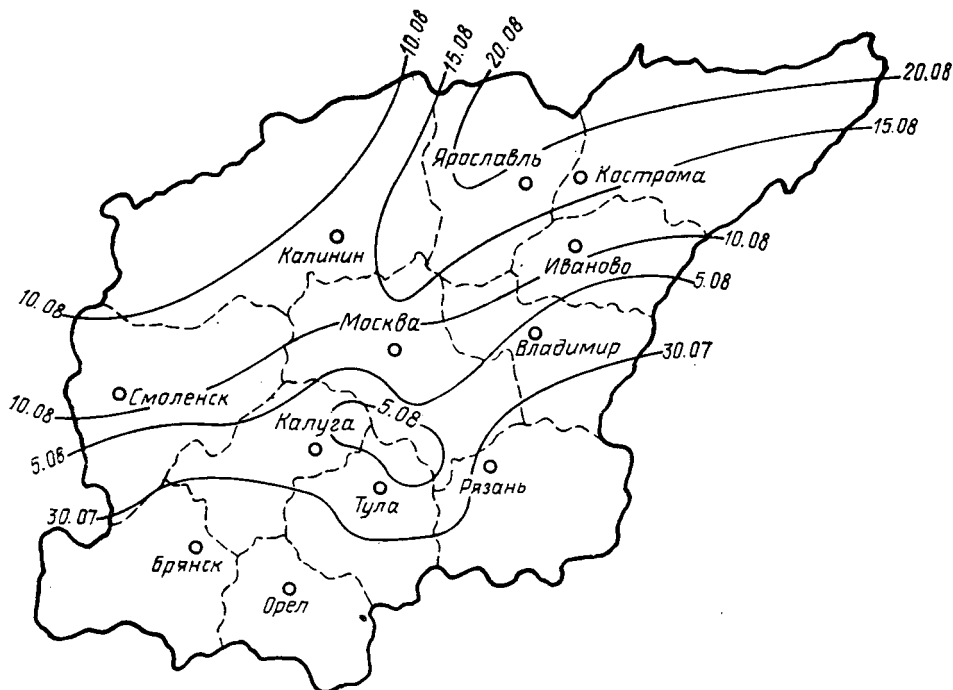 10.08
15.08
20.08
20.08
15.08
Ярославль
Кострома
Калинин
Иваново
10.08
5.08
10.08
Москва
Владимир
30.07
Смоленск
10.08
5.08
Калуга
5.08
Рязань
Тула
30.07
Брянск
Орел